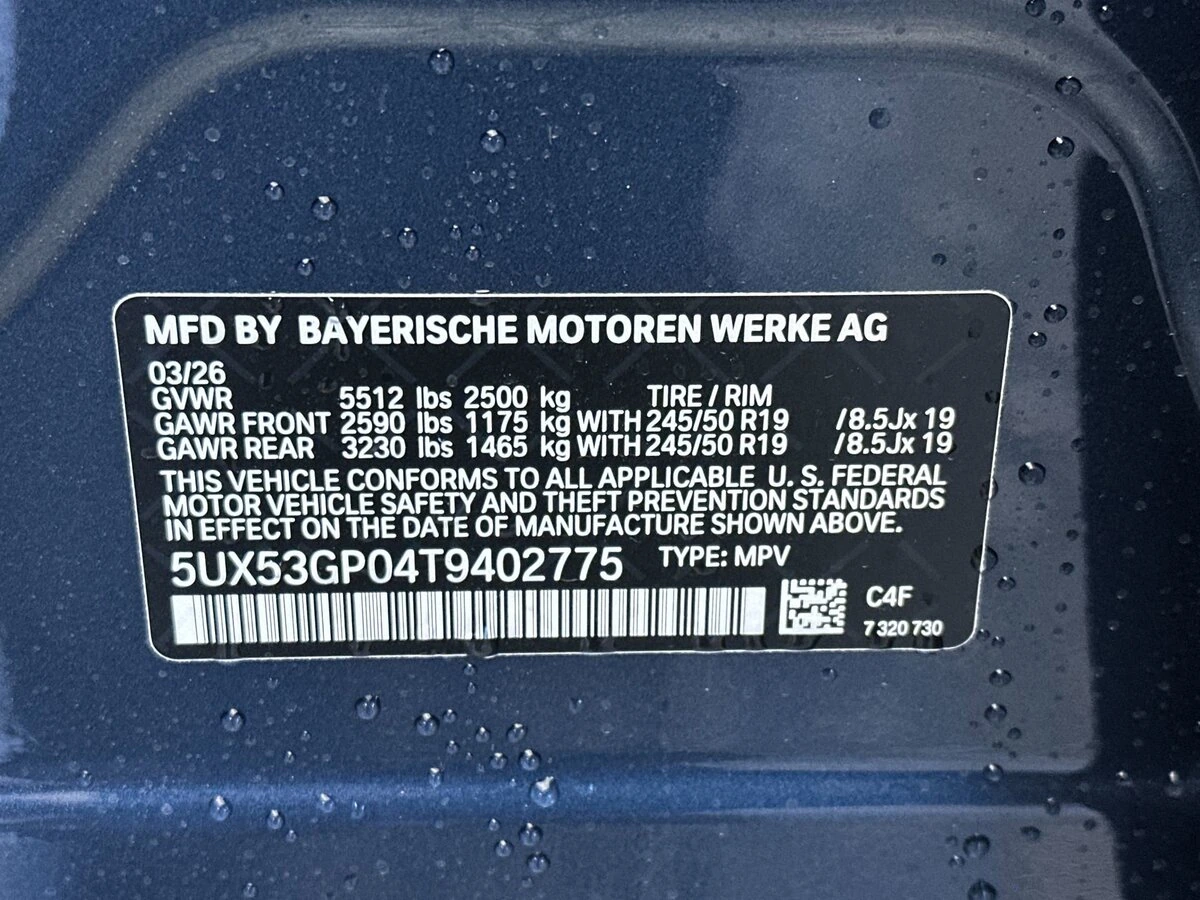 MFD BY BAYERISCHE MOTOREN WERKE AG
03/26
GVWR 5512 lbs 2500 kg TIRE / RIM
GAWR FRONT 2590 lbs 1175 kg WITH 245/50 R19 /8.5Jx 19
GAWR REAR 3230 lbs 1465 kg WITH 245/50 R19 /8.5Jx 19
THIS VEHICLE CONFORMS TO ALL APPLICABLE U. S. FEDERAL
MOTOR VEHICLE SAFETY AND THEFT PREVENTION STANDARDS
IN EFFECT ON THE DATE OF MANUFACTURE SHOWN ABOVE.
5UX53GP04T9402775 TYPE: MPV
C4F
7 320 730